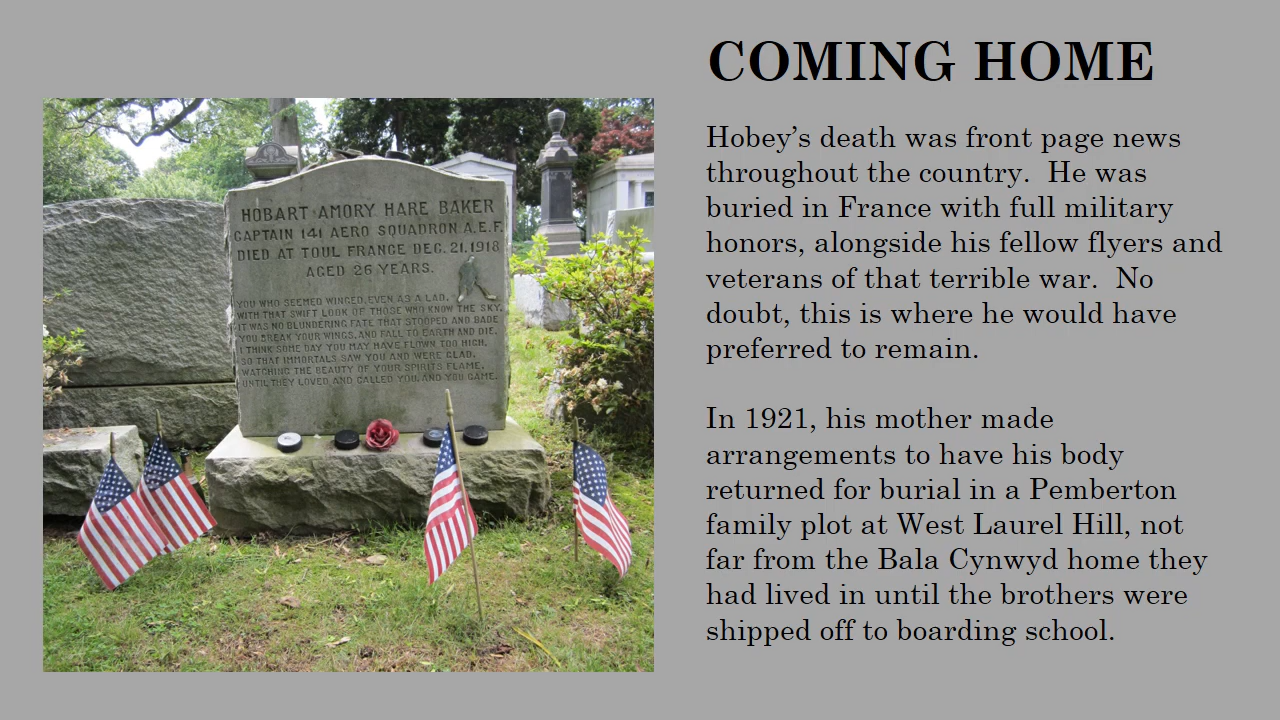 COMING HOME
HOBART AMORY HARE BAKER
CAPTAIN 141 AERO SQUADRON A.E.F.
DIED AT TOUL FRANCE DEC. 21, 1918
AGED 26 YEARS.
YOU WHO SEEMED WINGED, EVEN AS A LAD,
WITH THAT SWIFT LOOK OF THOSE WHO KNOW THE SKY,
IT WAS NO BLUNDERING FATE THAT STOOPED AND BADE
YOU BREAK YOUR WINGS, AND FALL TO EARTH AND DIE,
I THINK SOME DAY YOU MAY HAVE FLOWN TOO HIGH,
SO THAT IMMORTALS SAW YOU AND WERE GLAD,
WATCHING THE BEAUTY OF YOUR SPIRITS FLAME,
UNTIL THEY LOVED AND CALLED YOU, AND YOU CAME.
Hobey’s death was front page news
throughout the country.  He was
buried in France with full military
honors, alongside his fellow flyers and
veterans of that terrible war.  No
doubt, this is where he would have
preferred to remain.
In 1921, his mother made
arrangements to have his body
returned for burial in a Pemberton
family plot at West Laurel Hill, not
far from the Bala Cynwyd home they
had lived in until the brothers were
shipped off to boarding school.